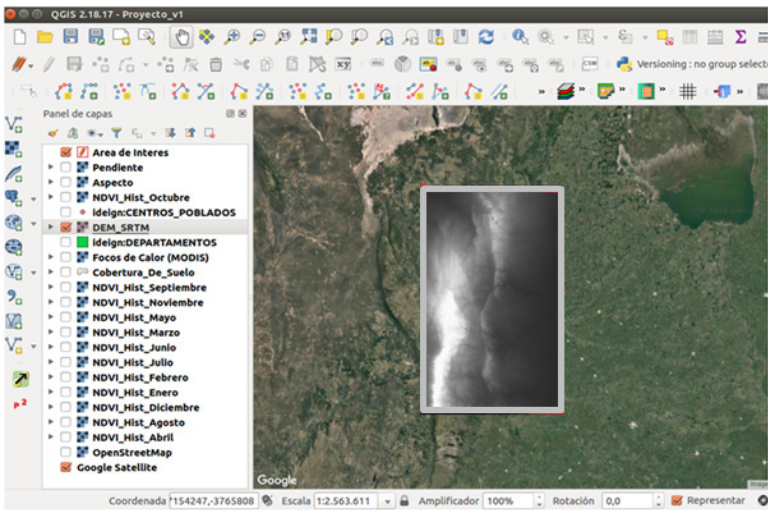 QGIS 2.18.17 - Proyecto_v1
Versioning : no group selecte
Panel de capas
Area de Interes
Pendiente
Aspecto
NDVI_Hist_Octubre
ideign:CENTROS_POBLADOS
DEM_SRTM
ideign:DEPARTAMENTOS
Focos de Calor (MODIS)
Cobertura_De_Suelo
NDVI_Hist_Septiembre
NDVI_Hist_Noviembre
NDVI_Hist_Mayo
NDVI_Hist_Marzo
NDVI_Hist_Junio
NDVI_Hist_Julio
NDVI_Hist_Febrero
NDVI_Hist_Enero
NDVI_Hist_Diciembre
NDVI_Hist_Agosto
NDVI_Hist_Abril
OpenStreetMap
Google Satellite
Google
Coordenada 154247,-3765808 Escala 1:2.563.611 Amplificador 100% Rotación 0,0 Representar